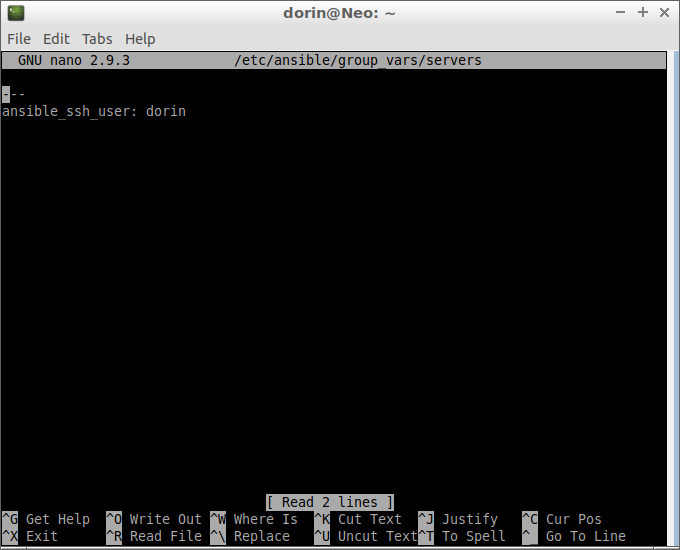 dorin@Neo: ~
File Edit Tabs Help
GNU nano 2.9.3 /etc/ansible/group_vars/servers
---
ansible_ssh_user: dorin
[ Read 2 lines ]
^G Get Help ^O Write Out ^W Where Is ^K Cut Text ^J Justify ^C Cur Pos
^X Exit ^R Read File ^\ Replace ^U Uncut Text ^T To Spell ^_ Go To Line